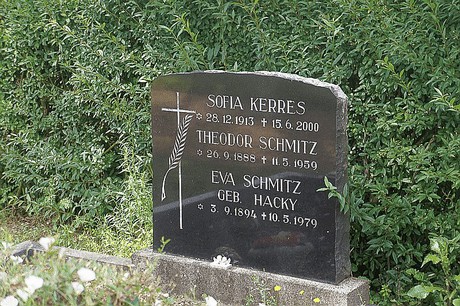 SOFIA KERRES
✡ 28.12.1913 ✝ 15.6.2000
THEODOR SCHMITZ
✡ 26.9.1888 ✝ 11.5.1959
EVA SCHMITZ
GEB. HACKY
✡ 3.9.1894 ✝ 10.5.1979